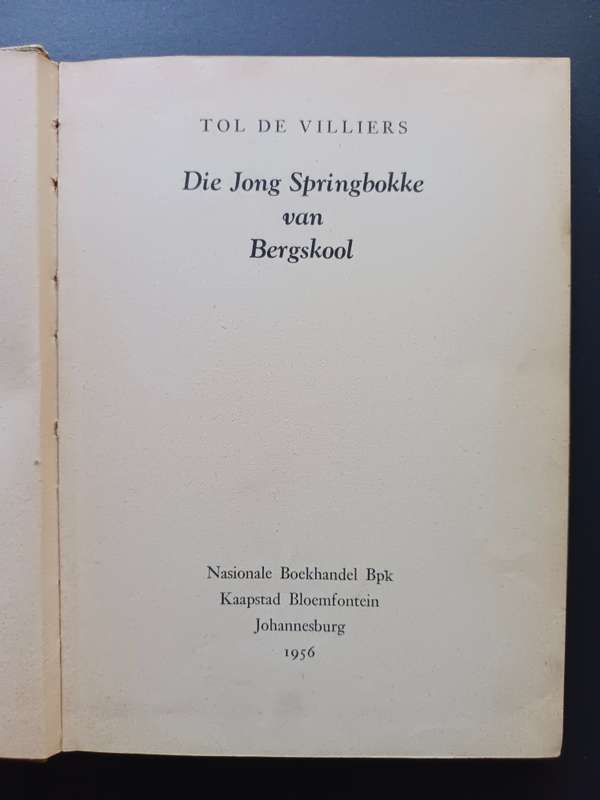 TOL DE VILLIERS
Die Jong Springbokke
van
Bergskool
Nasionale Boekhandel Bpk
Kaapstad Bloemfontein
Johannesburg
1956